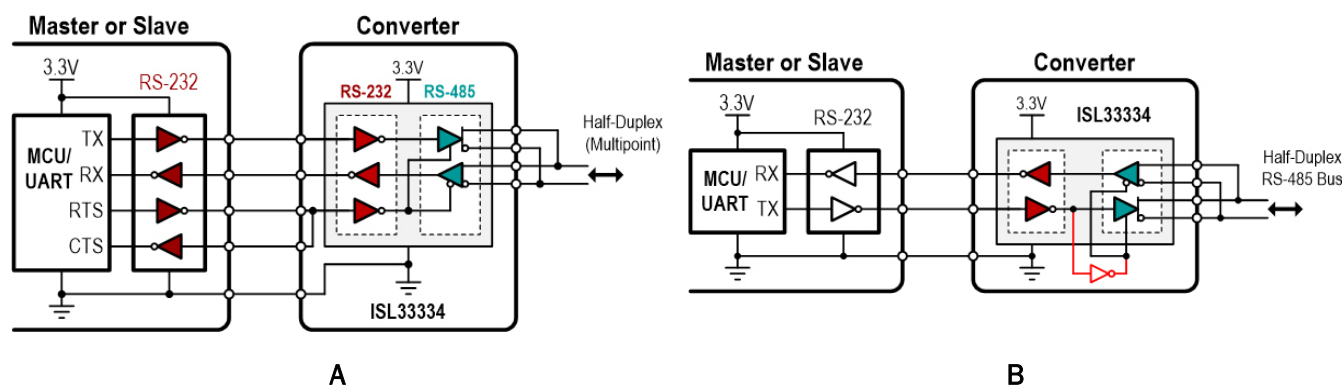 Master or Slave
Converter
3.3V
RS-232
3.3V
RS-232
RS-485
MCU/
UART
TX
RX
RTS
CTS
Half-Duplex
(Multipoint)
ISL33334
A
Master or Slave
Converter
3.3V
RS-232
3.3V
ISL33334
MCU/
UART
RX
TX
Half-Duplex
RS-485 Bus
B